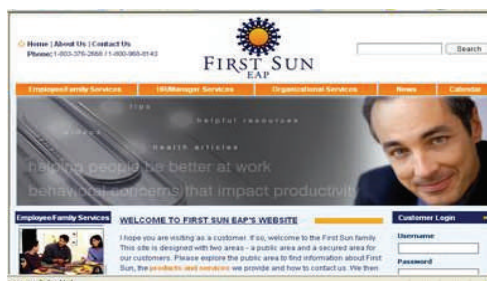 Home | About Us | Contact Us
Phone: 1-803-376-2668 / 1-800-968-8143
FIRST SUN
EAP
Search
Employee/Family Services
HR/Manager Services
Organizational Services
News
Calendar
tips
helpful resources
videos
health articles
helping people be better at work
behavioral concerns that impact productivity
Employee/Family Services
WELCOME TO FIRST SUN EAP'S WEBSITE
I hope you are visiting as a customer. If so, welcome to the First Sun family.
This site is designed with two areas - a public area and a secured area for
our customers. Please explore the public area to find information about First
Sun, the products and services we provide and how to contact us. We then
Customer Login
Username
Password